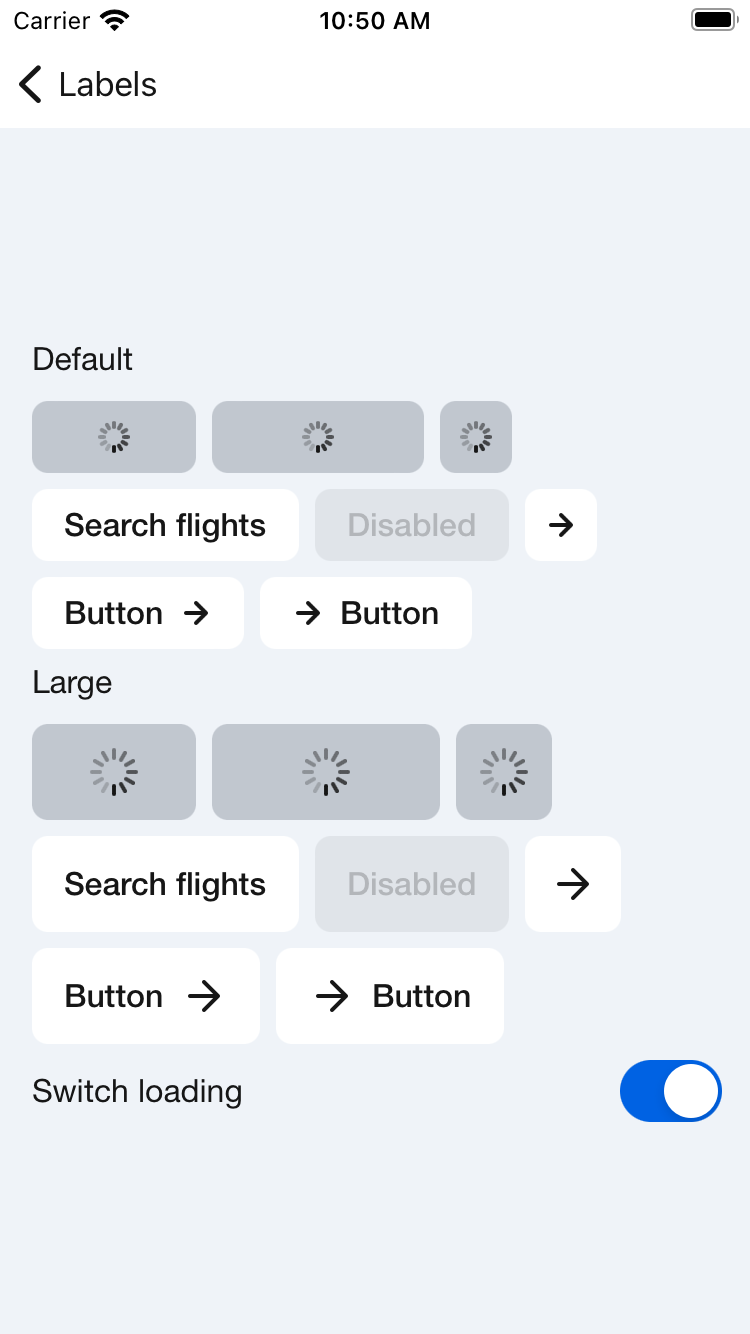 Carrier 10:50 AM
Labels
Default
Search flights Disabled
Button Button
Large
Search flights Disabled
Button Button
Switch loading